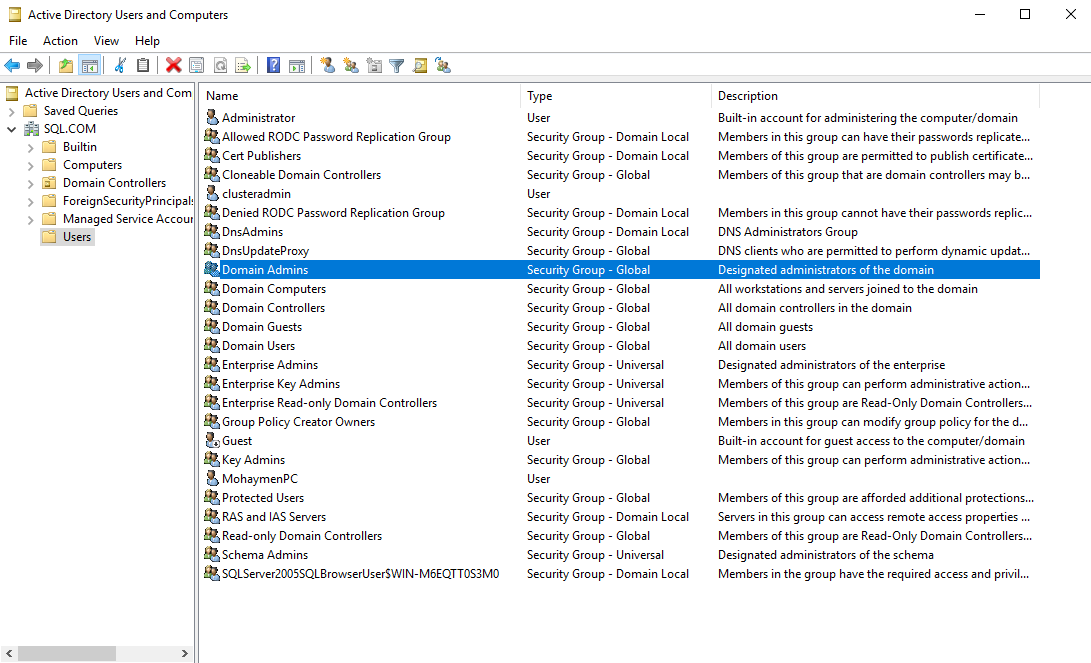 Active Directory Users and Computers
File Action View Help
Active Directory Users and Com
Saved Queries
SQL.COM
Builtin
Computers
Domain Controllers
ForeignSecurityPrincipals
Managed Service Accour
Users
Name Type Description
Administrator User Built-in account for administering the computer/domain
Allowed RODC Password Replication Group Security Group - Domain Local Members in this group can have their passwords replicate...
Cert Publishers Security Group - Domain Local Members of this group are permitted to publish certificate...
Cloneable Domain Controllers Security Group - Global Members of this group that are domain controllers may b...
clusteradmin User
Denied RODC Password Replication Group Security Group - Domain Local Members in this group cannot have their passwords replic...
DnsAdmins Security Group - Domain Local DNS Administrators Group
DnsUpdateProxy Security Group - Global DNS clients who are permitted to perform dynamic updat...
Domain Admins Security Group - Global Designated administrators of the domain
Domain Computers Security Group - Global All workstations and servers joined to the domain
Domain Controllers Security Group - Global All domain controllers in the domain
Domain Guests Security Group - Global All domain guests
Domain Users Security Group - Global All domain users
Enterprise Admins Security Group - Universal Designated administrators of the enterprise
Enterprise Key Admins Security Group - Universal Members of this group can perform administrative action...
Enterprise Read-only Domain Controllers Security Group - Universal Members of this group are Read-Only Domain Controllers...
Group Policy Creator Owners Security Group - Global Members in this group can modify group policy for the d...
Guest User Built-in account for guest access to the computer/domain
Key Admins Security Group - Global Members of this group can perform administrative action...
MohaymenPC User
Protected Users Security Group - Global Members of this group are afforded additional protections...
RAS and IAS Servers Security Group - Domain Local Servers in this group can access remote access properties ...
Read-only Domain Controllers Security Group - Global Members of this group are Read-Only Domain Controllers...
Schema Admins Security Group - Universal Designated administrators of the schema
SQLServer2005SQLBrowserUser$WIN-M6EQTT0S3M0 Security Group - Domain Local Members in the group have the required access and privil...